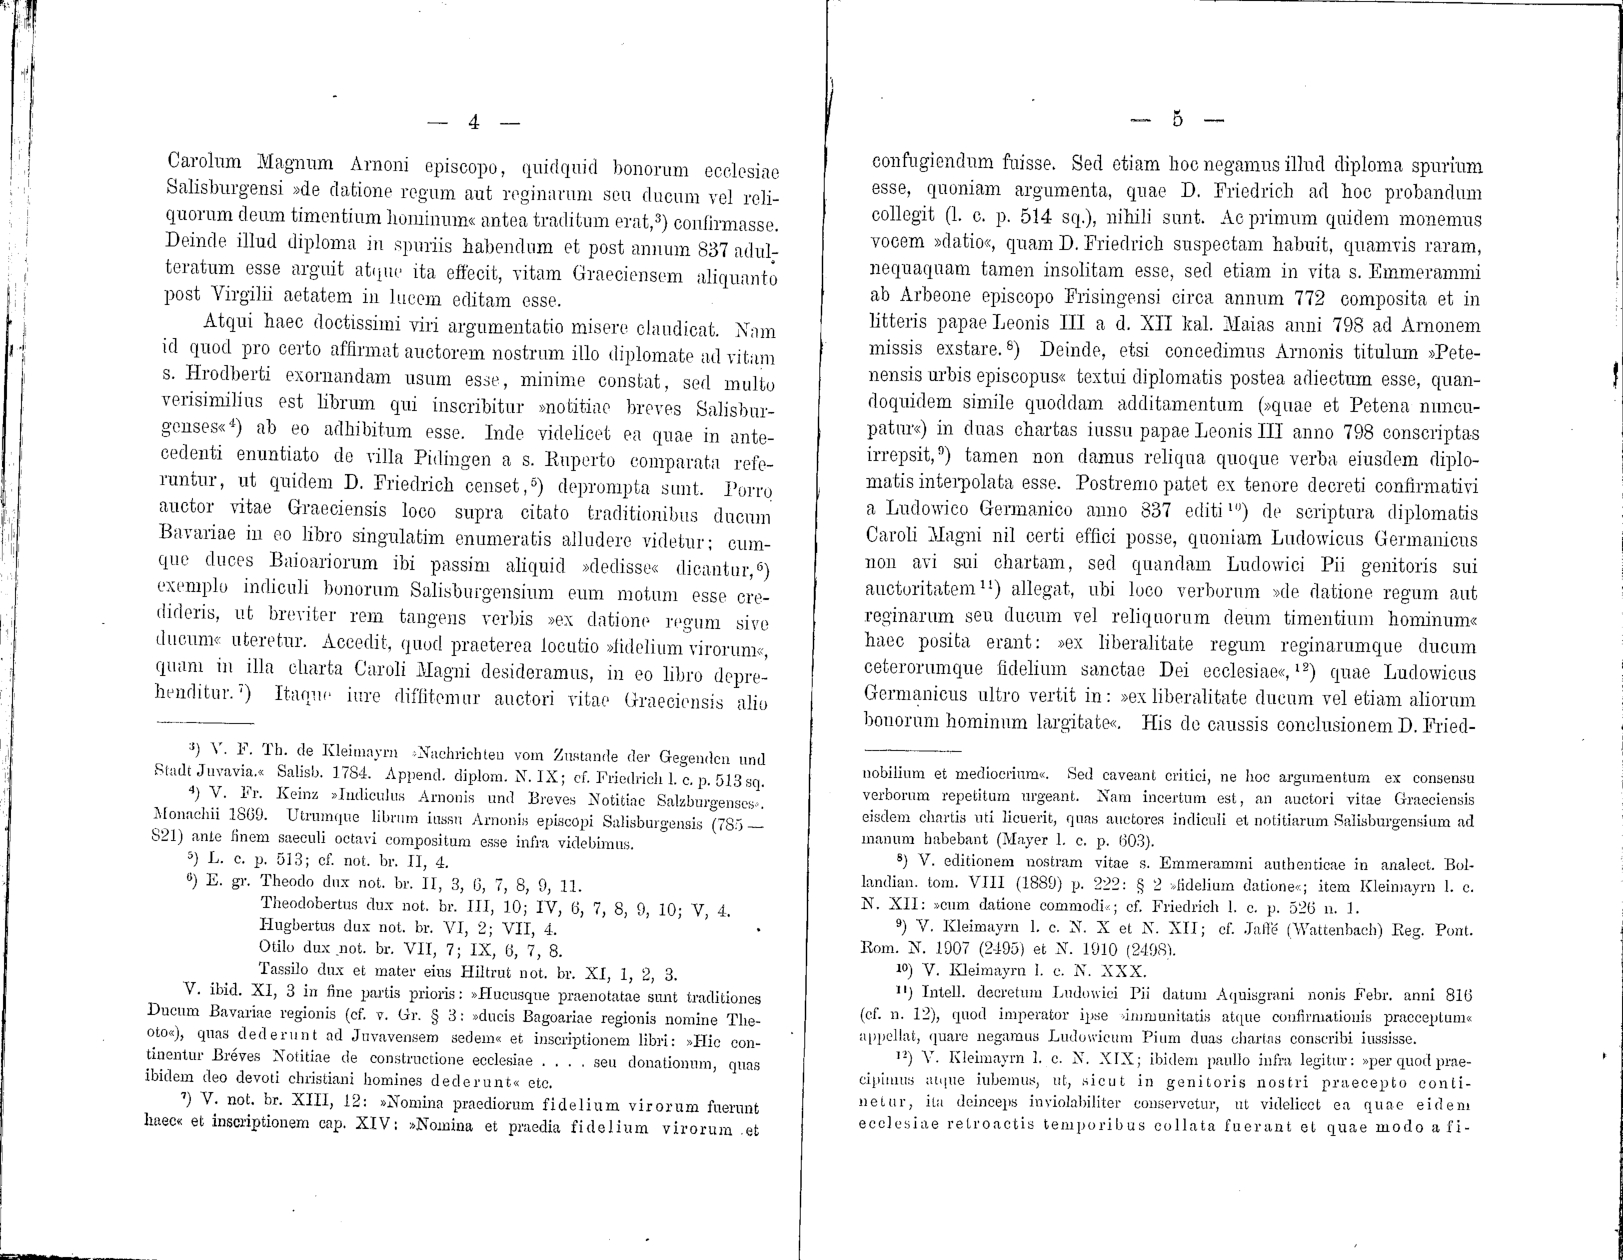 — 4 —
Carolum Magnum Arnoni episcopo, quidquid bonorum ecclesiae
Salisburgensi »de datione regum aut reginarum seu ducum vel reli-
quorum deum timentium hominum« antea traditum erat,³) confirmasse.
Deinde illud diploma in spuriis habendum et post annum 837 adul-
teratum esse arguit atque ita effecit, vitam Graeciensem aliquanto
post Virgilii aetatem in lucem editam esse.
Atqui haec doctissimi viri argumentatio misere claudicat. Nam
id quod pro certo affirmat auctorem nostrum illo diplomate ad vitam
s. Hrodberti exornandam usum esse, minime constat, sed multo
verisimilius est librum qui inscribitur »notitiae breves Salisbur-
genses«⁴) ab eo adhibitum esse. Inde videlicet ea quae in ante-
cedenti enuntiato de villa Pidingen a s. Ruperto comparata refe-
runtur, ut quidem D. Friedrich censet,⁵) deprompta sunt. Porro
auctor vitae Graeciensis loco supra citato traditionibus ducum
Bavariae in eo libro singulatim enumeratis alludere videtur; cum-
que duces Baioariorum ibi passim aliquid »dedisse« dicantur,⁶)
exemplo indiculi bonorum Salisburgensium eum motum esse cre-
dideris, ut breviter rem tangens verbis »ex datione regum sive
ducum« uteretur. Accedit, quod praeterea locutio »fidelium virorum«,
quam in illa charta Caroli Magni desideramus, in eo libro depre-
henditur.⁷) Itaque iure diffitemur auctori vitae Graeciensis alio
³) V. F. Th. de Kleimayrn »Nachrichten vom Zustande der Gegenden und
Stadt Juvavia.« Salisb. 1784. Append. diplom. N. IX; cf. Friedrich l. c. p. 513 sq.
⁴) V. Fr. Keinz »Indiculus Arnonis und Breves Notitiae Salzburgenses«.
Monachii 1869. Utrumque librum iussu Arnonis episcopi Salisburgensis (785—
821) ante finem saeculi octavi compositum esse infra videbimus.
⁵) L. c. p. 513; cf. not. br. II, 4.
⁶) E. gr. Theodo dux not. br. II, 3, 6, 7, 8, 9, 11.
Theodobertus dux not. br. III, 10; IV, 6, 7, 8, 9, 10; V, 4.
Hugbertus dux not. br. VI, 2; VII, 4.
Otilo dux not. br. VII, 7; IX, 6, 7, 8.
Tassilo dux et mater eius Hiltrut not. br. XI, 1, 2, 3.
V. ibid. XI, 3 in fine partis prioris: »Hucusque praenotatae sunt traditiones
Ducum Bavariae regionis (cf. v. Gr. § 3: »ducis Bagoariae regionis nomine The-
oto«), quas dederunt ad Juvavensem sedem« et inscriptionem libri: »Hic con-
tinentur Bréves Notitiae de constructione ecclesiae . . . . seu donationum, quas
ibidem deo devoti christiani homines dederunt« etc.
⁷) V. not. br. XIII, 12: »Nomina praediorum fidelium virorum fuerunt
haec« et inscriptionem cap. XIV: »Nomina et praedia fidelium virorum et
— 5 —
confugiendum fuisse. Sed etiam hoc negamus illud diploma spurium
esse, quoniam argumenta, quae D. Friedrich ad hoc probandum
collegit (l. c. p. 514 sq.), nihili sunt. Ac primum quidem monemus
vocem »datio«, quam D. Friedrich suspectam habuit, quamvis raram,
nequaquam tamen insolitam esse, sed etiam in vita s. Emmerammi
ab Arbeone episcopo Frisingensi circa annum 772 composita et in
litteris papae Leonis III a d. XII kal. Maias anni 798 ad Arnonem
missis exstare.⁸) Deinde, etsi concedimus Arnonis titulum »Pete-
nensis urbis episcopus« textui diplomatis postea adiectum esse, quan-
doquidem simile quoddam additamentum (»quae et Petena nuncu-
patur«) in duas chartas iussu papae Leonis III anno 798 conscriptas
irrepsit,⁹) tamen non damus reliqua quoque verba eiusdem diplo-
matis interpolata esse. Postremo patet ex tenore decreti confirmativi
a Ludowico Germanico anno 837 editi¹⁰) de scriptura diplomatis
Caroli Magni nil certi effici posse, quoniam Ludowicus Germanicus
non avi sui chartam, sed quandam Ludowici Pii genitoris sui
auctoritatem¹¹) allegat, ubi loco verborum »de datione regum aut
reginarum seu ducum vel reliquorum deum timentium hominum«
haec posita erant: »ex liberalitate regum reginarumque ducum
ceterorumque fidelium sanctae Dei ecclesiae«,¹²) quae Ludowicus
Germanicus ultro vertit in: »ex liberalitate ducum vel etiam aliorum
bonorum hominum largitate«. His de caussis conclusionem D. Fried-
nobilium et mediocrium«. Sed caveant critici, ne hoc argumentum ex consensu
verborum repetitum urgeant. Nam incertum est, an auctori vitae Graeciensis
eisdem chartis uti licuerit, quas auctores indiculi et notitiarum Salisburgensium ad
manum habebant (Mayer l. c. p. 603).
⁸) V. editionem nostram vitae s. Emmerammi authenticae in analect. Bol-
landian. tom. VIII (1889) p. 222: § 2 »fidelium datione«; item Kleimayrn l. c.
N. XII: »cum datione commodi«; cf. Friedrich l. c. p. 526 n. 1.
⁹) V. Kleimayrn l. c. N. X et N. XII; cf. Jaffé (Wattenbach) Reg. Pont.
Rom. N. 1907 (2495) et N. 1910 (2498).
¹⁰) V. Kleimayrn l. c. N. XXX.
¹¹) Intell. decretum Ludowici Pii datum Aquisgrani nonis Febr. anni 816
(cf. n. 12), quod imperator ipse »immunitatis atque confirmationis pracceptum«
appellat, quare negamus Ludowicum Pium duas chartas conscribi iussisse.
¹²) V. Kleimayrn l. c. N. XIX; ibidem paullo infra legitur: »per quod prae-
cipimus atque iubemus, ut, sicut in genitoris nostri praecepto conti-
netur, ita deinceps inviolabiliter conservetur, ut videlicet ea quae eidem
ecclesiae retroactis temporibus collata fuerant et quae modo a fi-